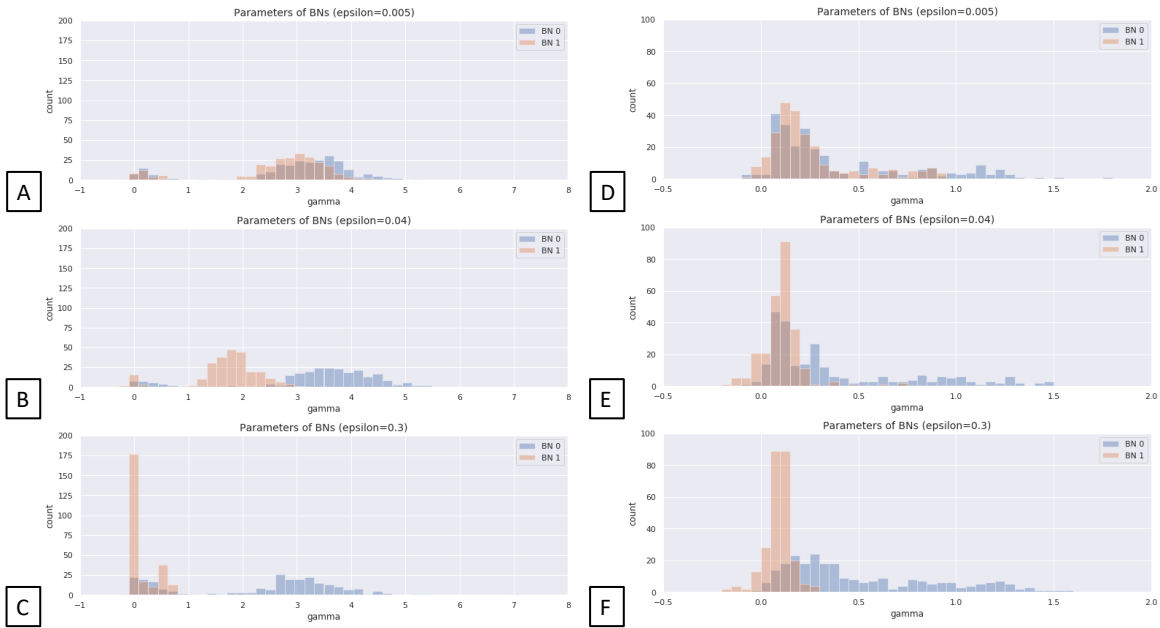 Parameters of BNs (epsilon=0.005)
200
175
150
125
100
75
50
25
0
count
BN 0
BN 1
−1 0 1 2 3 4 5 6 7 8
gamma
A
Parameters of BNs (epsilon=0.04)
200
175
150
125
100
75
50
25
0
count
BN 0
BN 1
−1 0 1 2 3 4 5 6 7 8
gamma
B
Parameters of BNs (epsilon=0.3)
200
175
150
125
100
75
50
25
0
count
BN 0
BN 1
−1 0 1 2 3 4 5 6 7 8
gamma
C
Parameters of BNs (epsilon=0.005)
100
80
60
40
20
0
count
BN 0
BN 1
−0.5 0.0 0.5 1.0 1.5 2.0
gamma
D
Parameters of BNs (epsilon=0.04)
100
80
60
40
20
0
count
BN 0
BN 1
−0.5 0.0 0.5 1.0 1.5 2.0
gamma
E
Parameters of BNs (epsilon=0.3)
100
80
60
40
20
0
count
BN 0
BN 1
−0.5 0.0 0.5 1.0 1.5 2.0
gamma
F